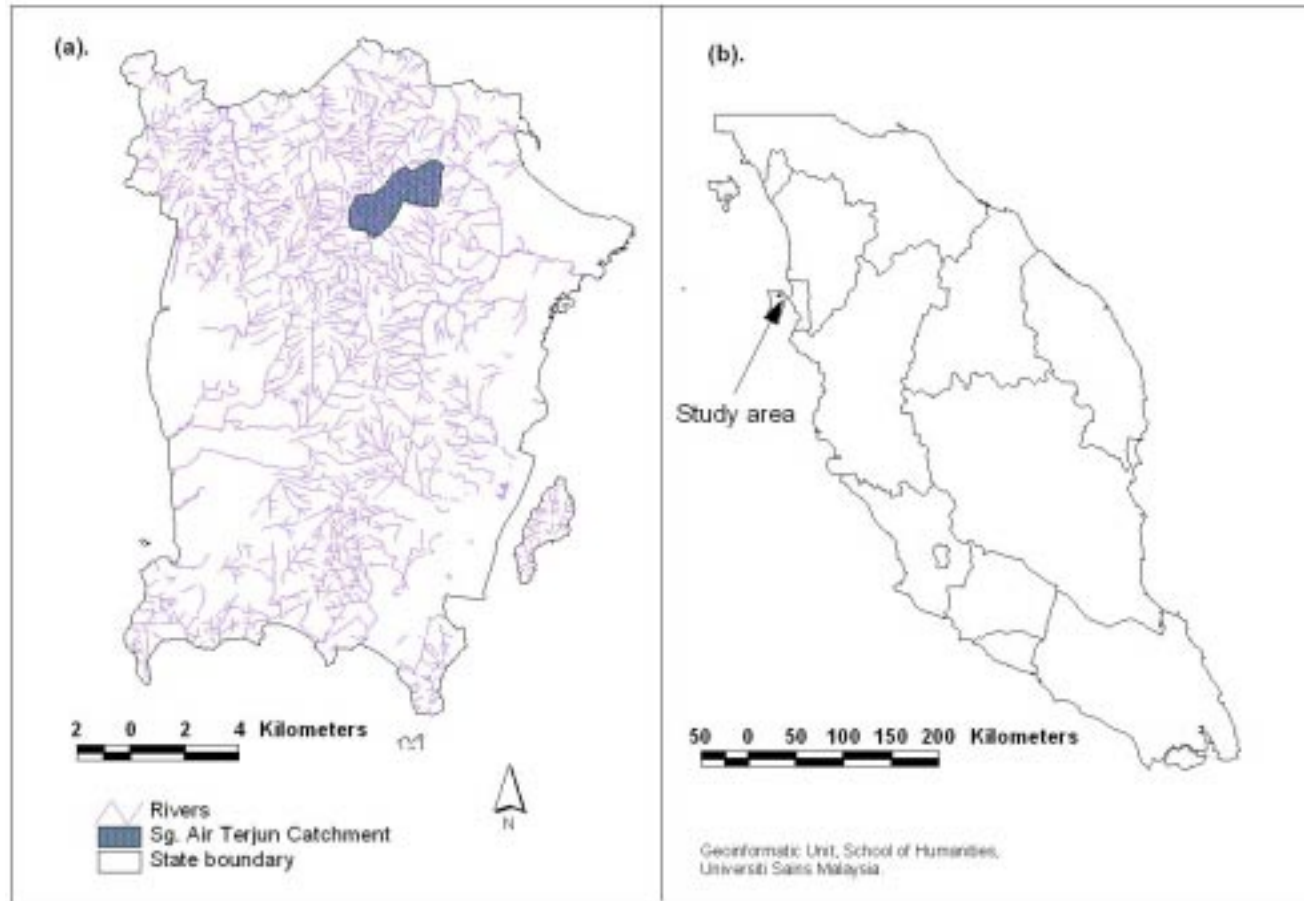 (a).
2 0 2 4 Kilometers
Rivers
Sg. Air Terjun Catchment
State boundary
N
(b).
Study area
50 0 50 100 150 200 Kilometers
Geoinformatic Unit, School of Humanities,
Universiti Sains Malaysia